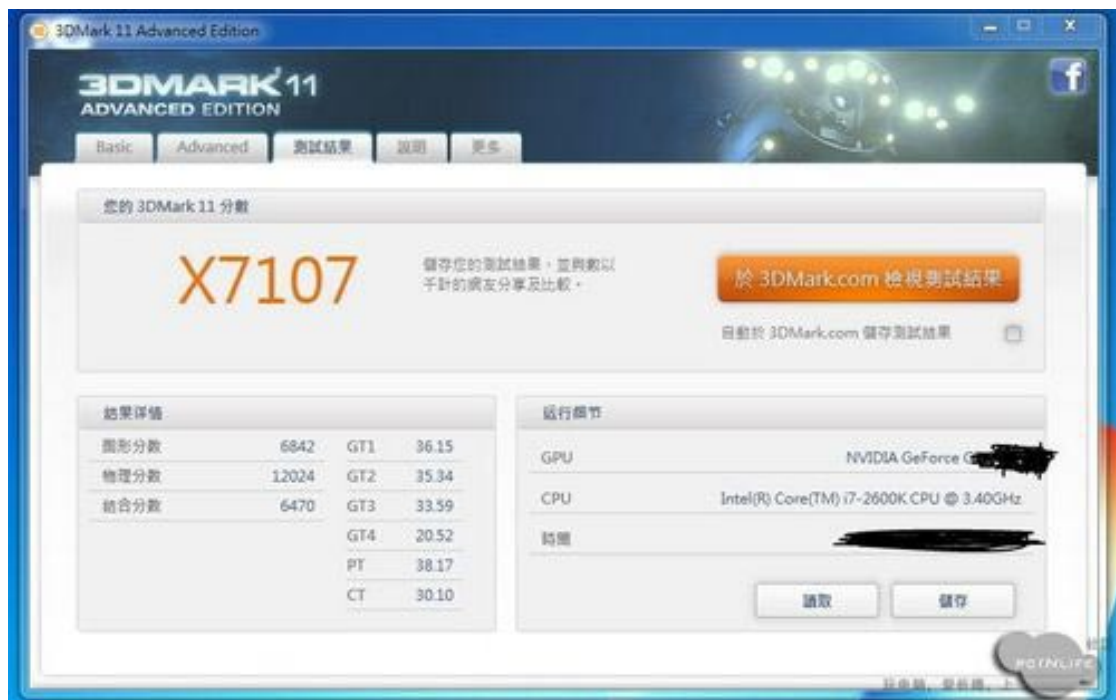 3DMark 11 Advanced Edition
3DMARK 11
ADVANCED EDITION
Basic Advanced 測試結果 說明 更多
您的 3DMark 11 分數
X7107
儲存您的測試結果，並與數以
千計的網友分享及比較。
於 3DMark.com 檢視測試結果
自動於 3DMark.com 儲存測試結果
結果详情
圖形分數 6842
物理分數 12024
結合分數 6470
GT1 36.15
GT2 35.34
GT3 33.59
GT4 20.52
PT 38.17
CT 30.10
运行细节
GPU NVIDIA GeForce
CPU Intel(R) Core(TM) i7-2600K CPU @ 3.40GHz
時間
讀取 儲存